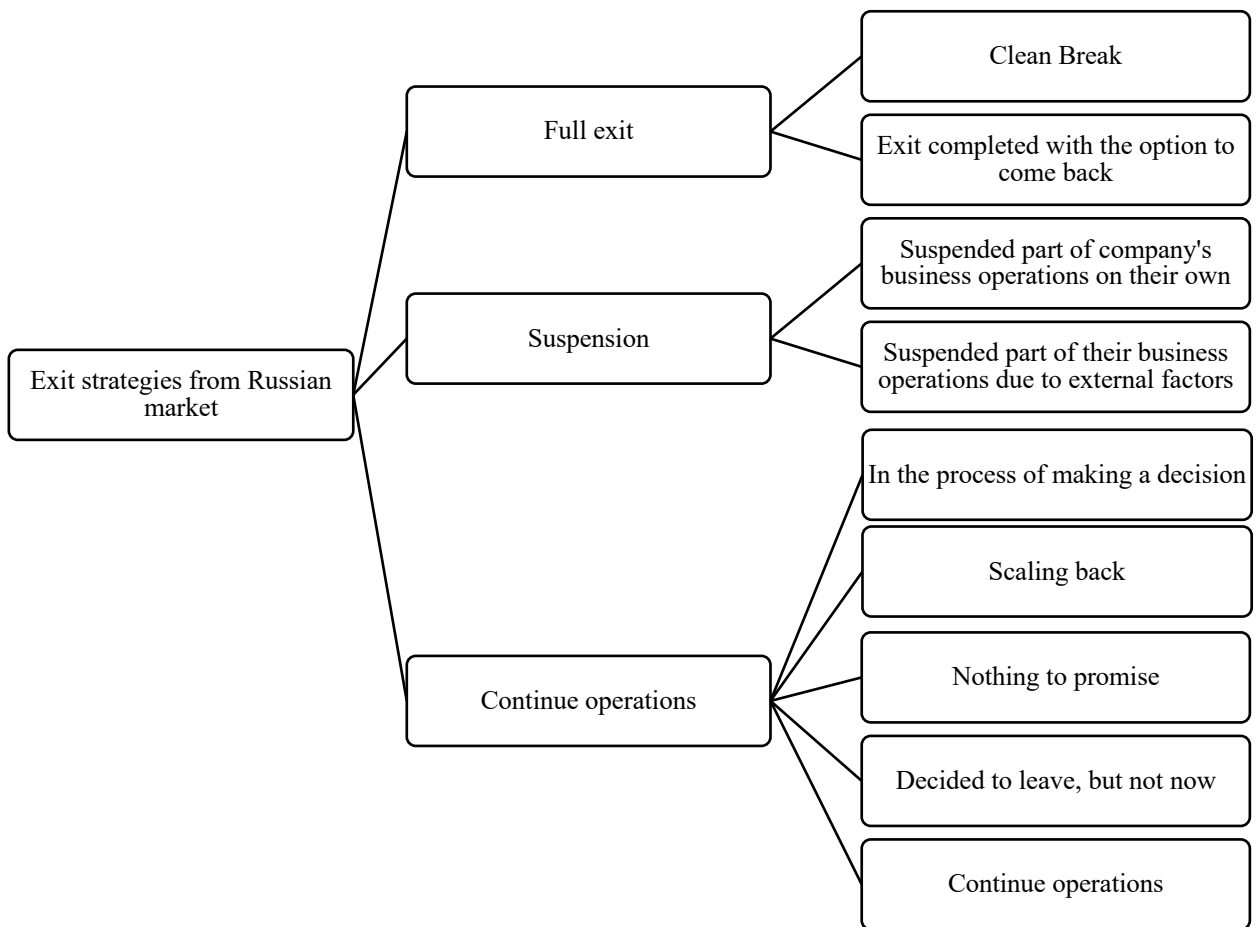 Exit strategies from Russian
market
Full exit
Clean Break
Exit completed with the option to
come back
Suspension
Suspended part of company's
business operations on their own
Suspended part of their business
operations due to external factors
Continue operations
In the process of making a decision
Scaling back
Nothing to promise
Decided to leave, but not now
Continue operations